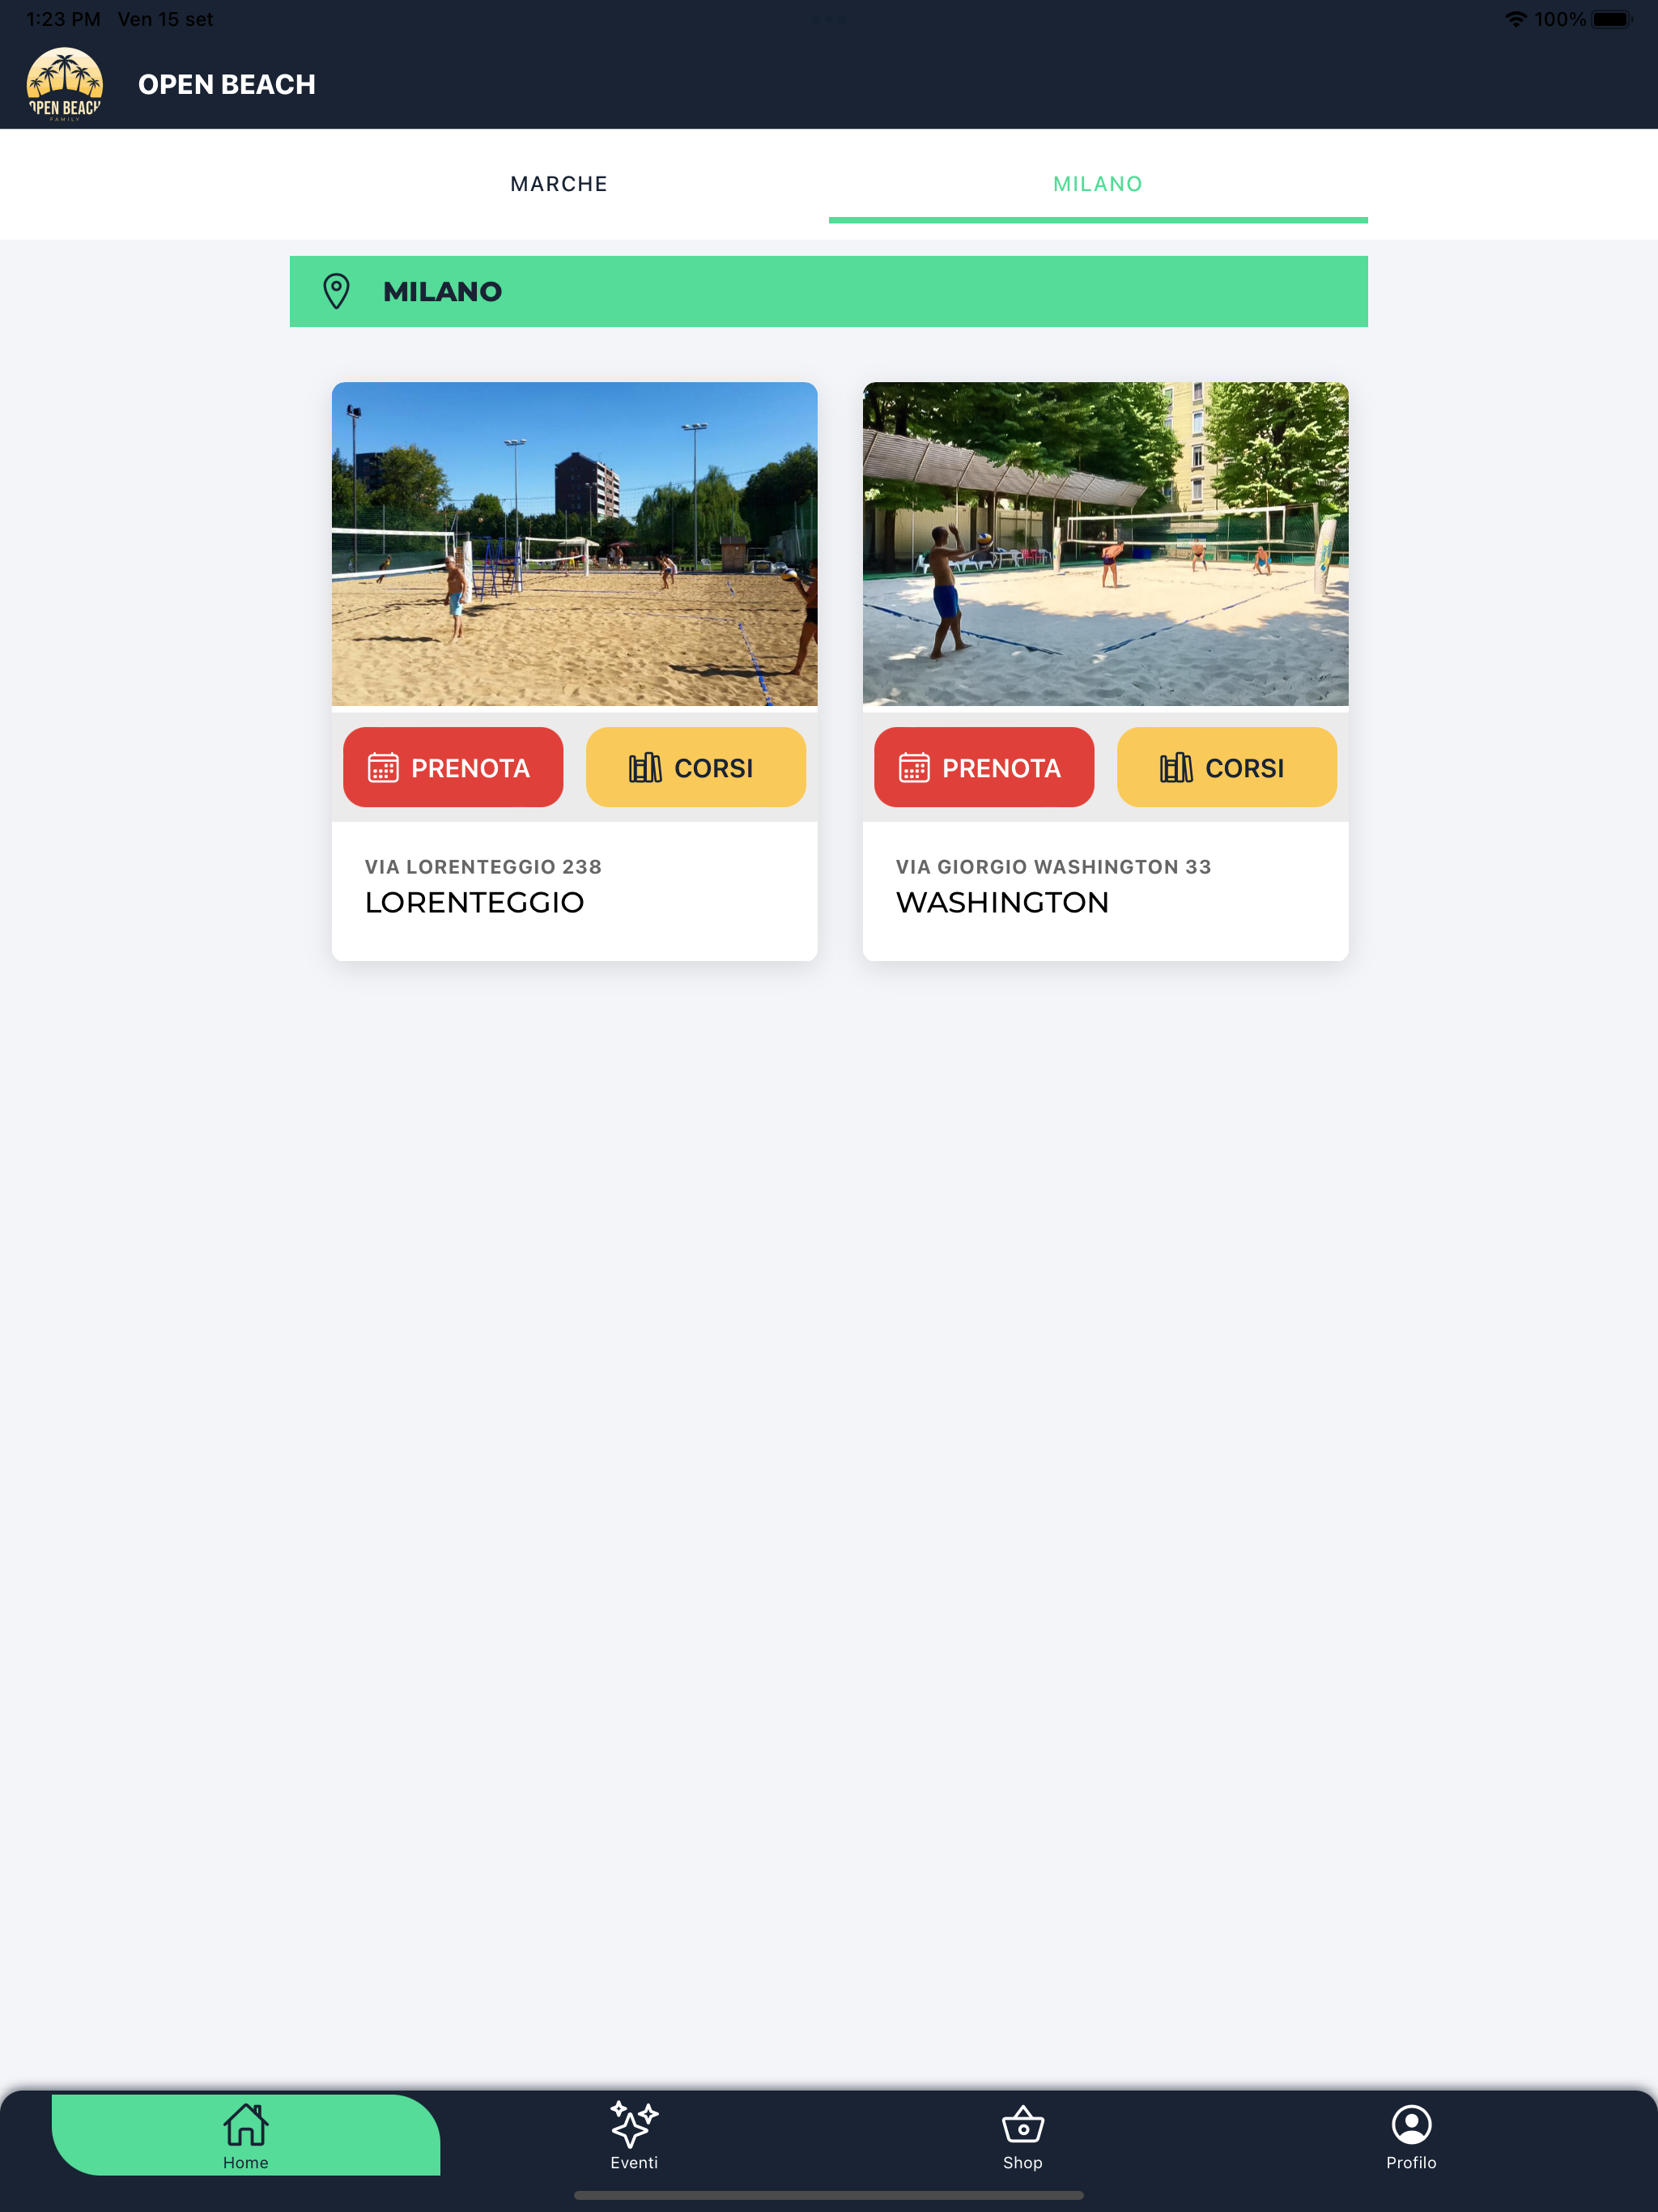 1:23 PM Ven 15 set
100%
OPEN BEACH
FAMILY
OPEN BEACH
MARCHE
MILANO
MILANO
PRENOTA
CORSI
PRENOTA
CORSI
VIA LORENTEGGIO 238
LORENTEGGIO
VIA GIORGIO WASHINGTON 33
WASHINGTON
Home
Eventi
Shop
Profilo